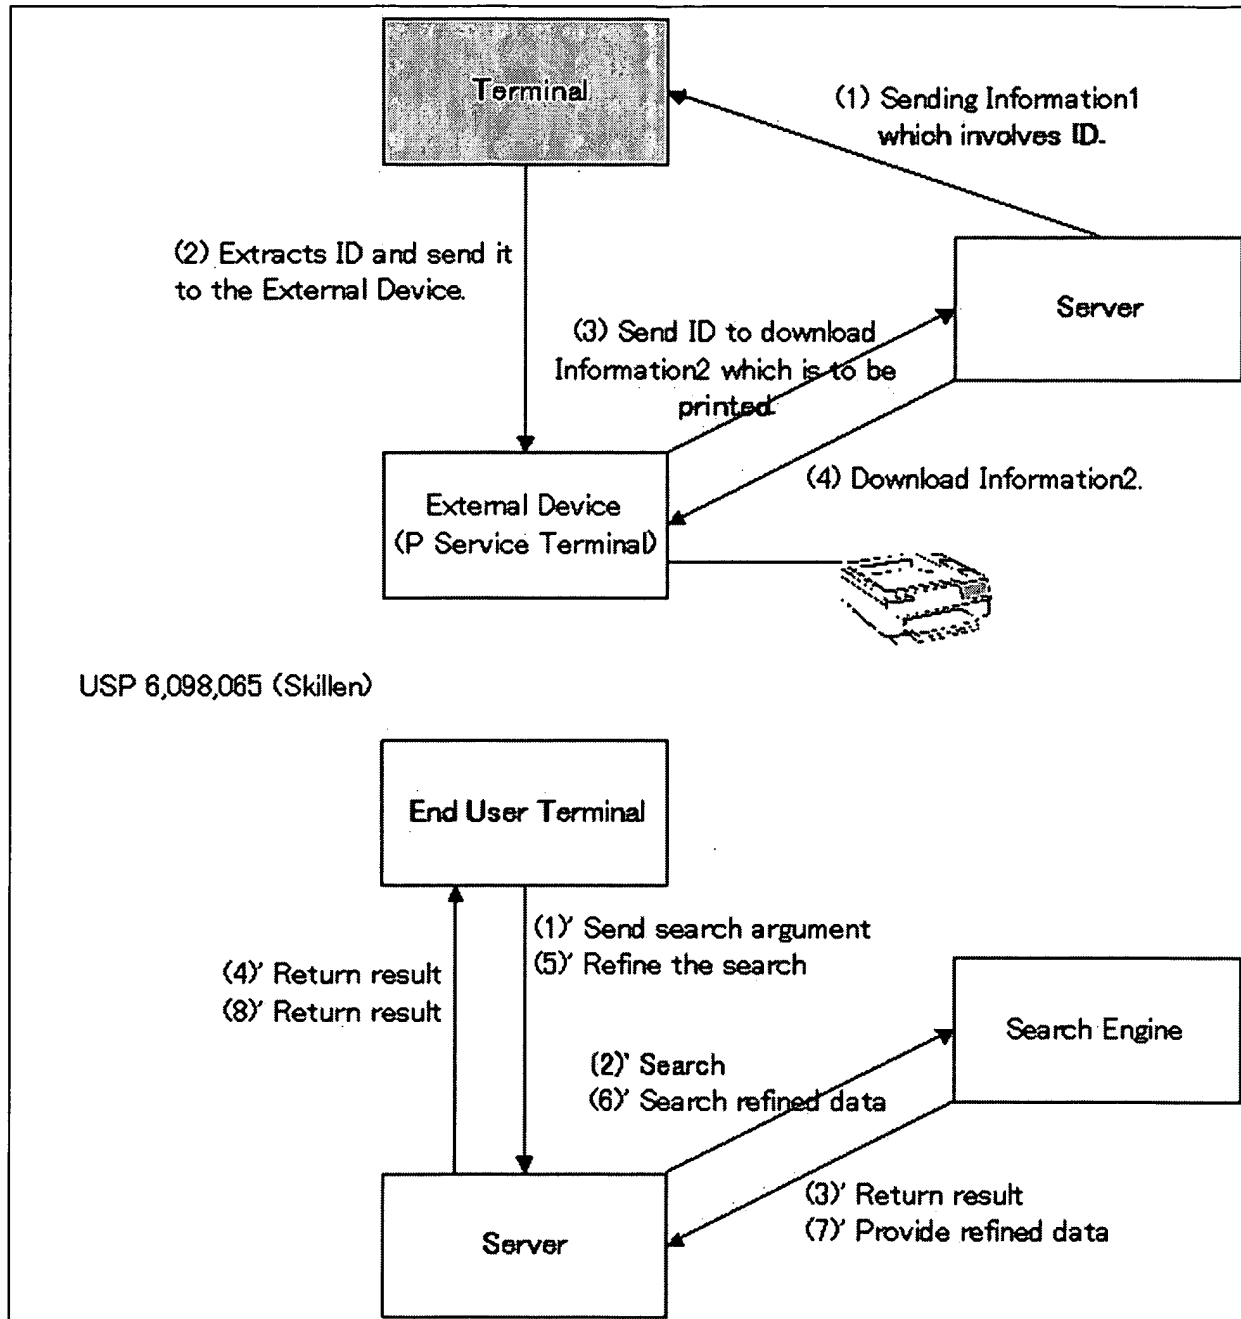 Terminal
(1) Sending Information1
which involves ID.
(2) Extracts ID and send it
to the External Device.
Server
(3) Send ID to download
Information2 which is to be
printed.
(4) Download Information2.
External Device
(P Service Terminal)
USP 6,098,065 (Skillen)
End User Terminal
(1)' Send search argument
(5)' Refine the search
(4)' Return result
(8)' Return result
Search Engine
(2)' Search
(6)' Search refined data
(3)' Return result
(7)' Provide refined data
Server